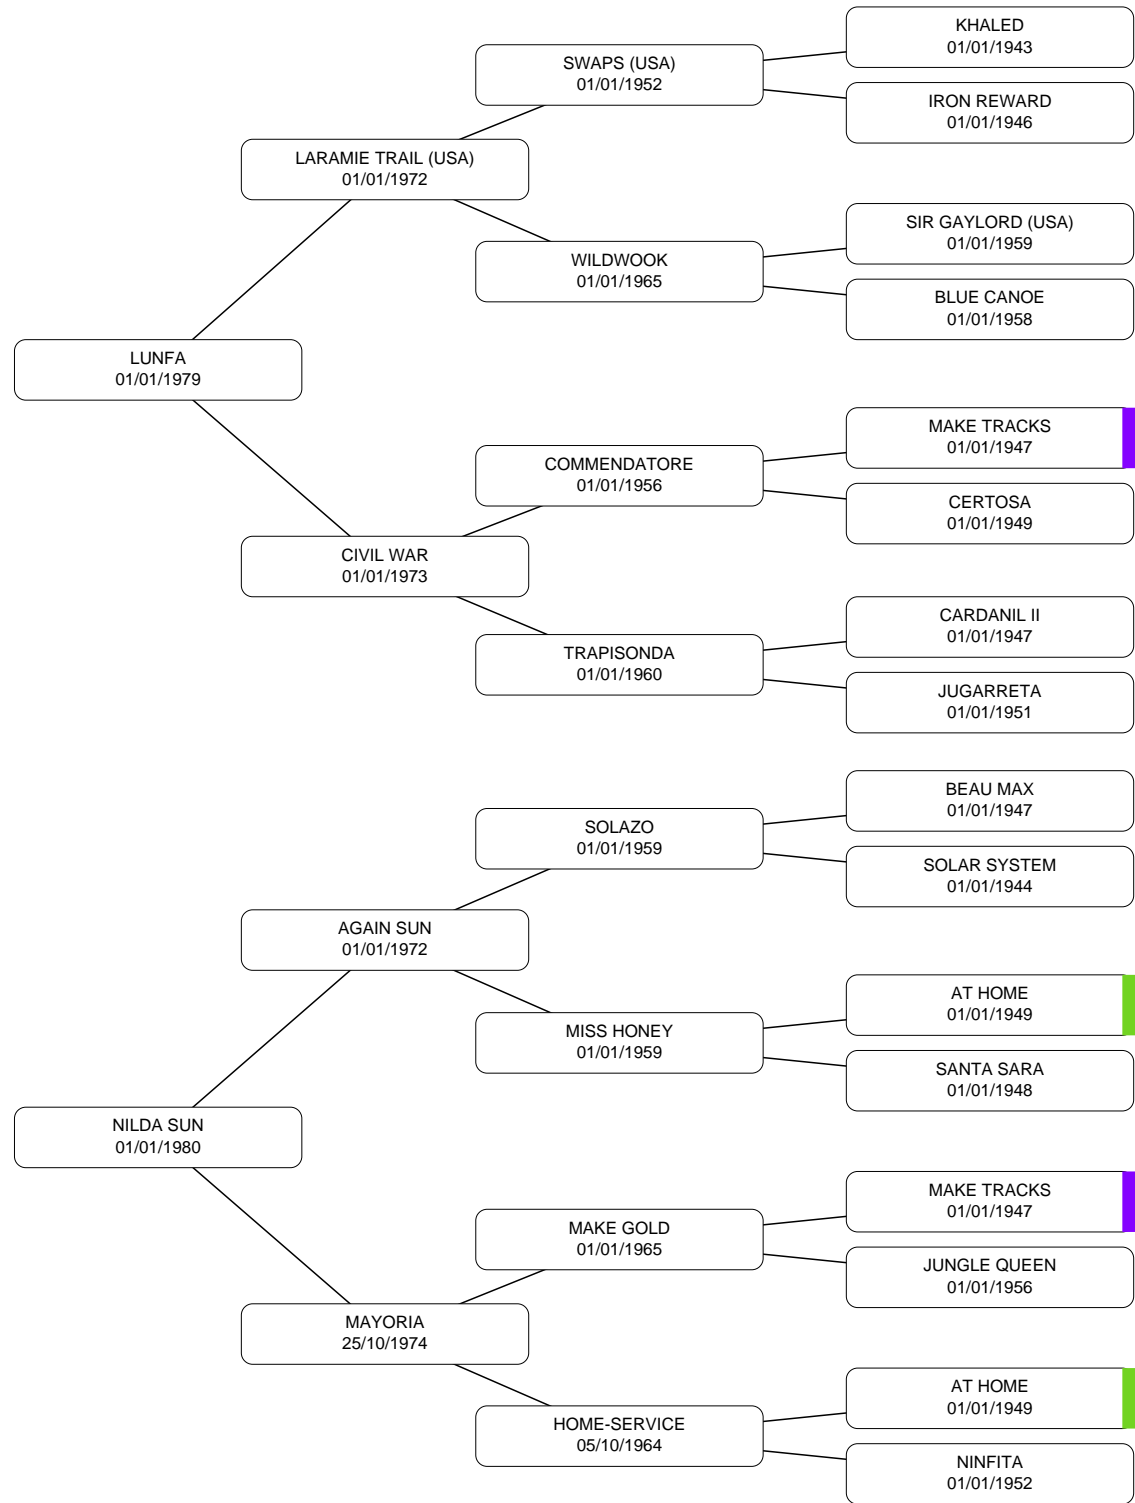 KHALED
01/01/1943
SWAPS (USA)
01/01/1952
IRON REWARD
01/01/1946
LARAMIE TRAIL (USA)
01/01/1972
SIR GAYLORD (USA)
01/01/1959
WILDWOOK
01/01/1965
BLUE CANOE
01/01/1958
LUNFA
01/01/1979
MAKE TRACKS
01/01/1947
COMMENDATORE
01/01/1956
CERTOSA
01/01/1949
CIVIL WAR
01/01/1973
CARDANIL II
01/01/1947
TRAPISONDA
01/01/1960
JUGARRETA
01/01/1951
BEAU MAX
01/01/1947
SOLAZO
01/01/1959
SOLAR SYSTEM
01/01/1944
AGAIN SUN
01/01/1972
AT HOME
01/01/1949
MISS HONEY
01/01/1959
SANTA SARA
01/01/1948
NILDA SUN
01/01/1980
MAKE TRACKS
01/01/1947
MAKE GOLD
01/01/1965
JUNGLE QUEEN
01/01/1956
MAYORIA
25/10/1974
AT HOME
01/01/1949
HOME-SERVICE
05/10/1964
NINFITA
01/01/1952